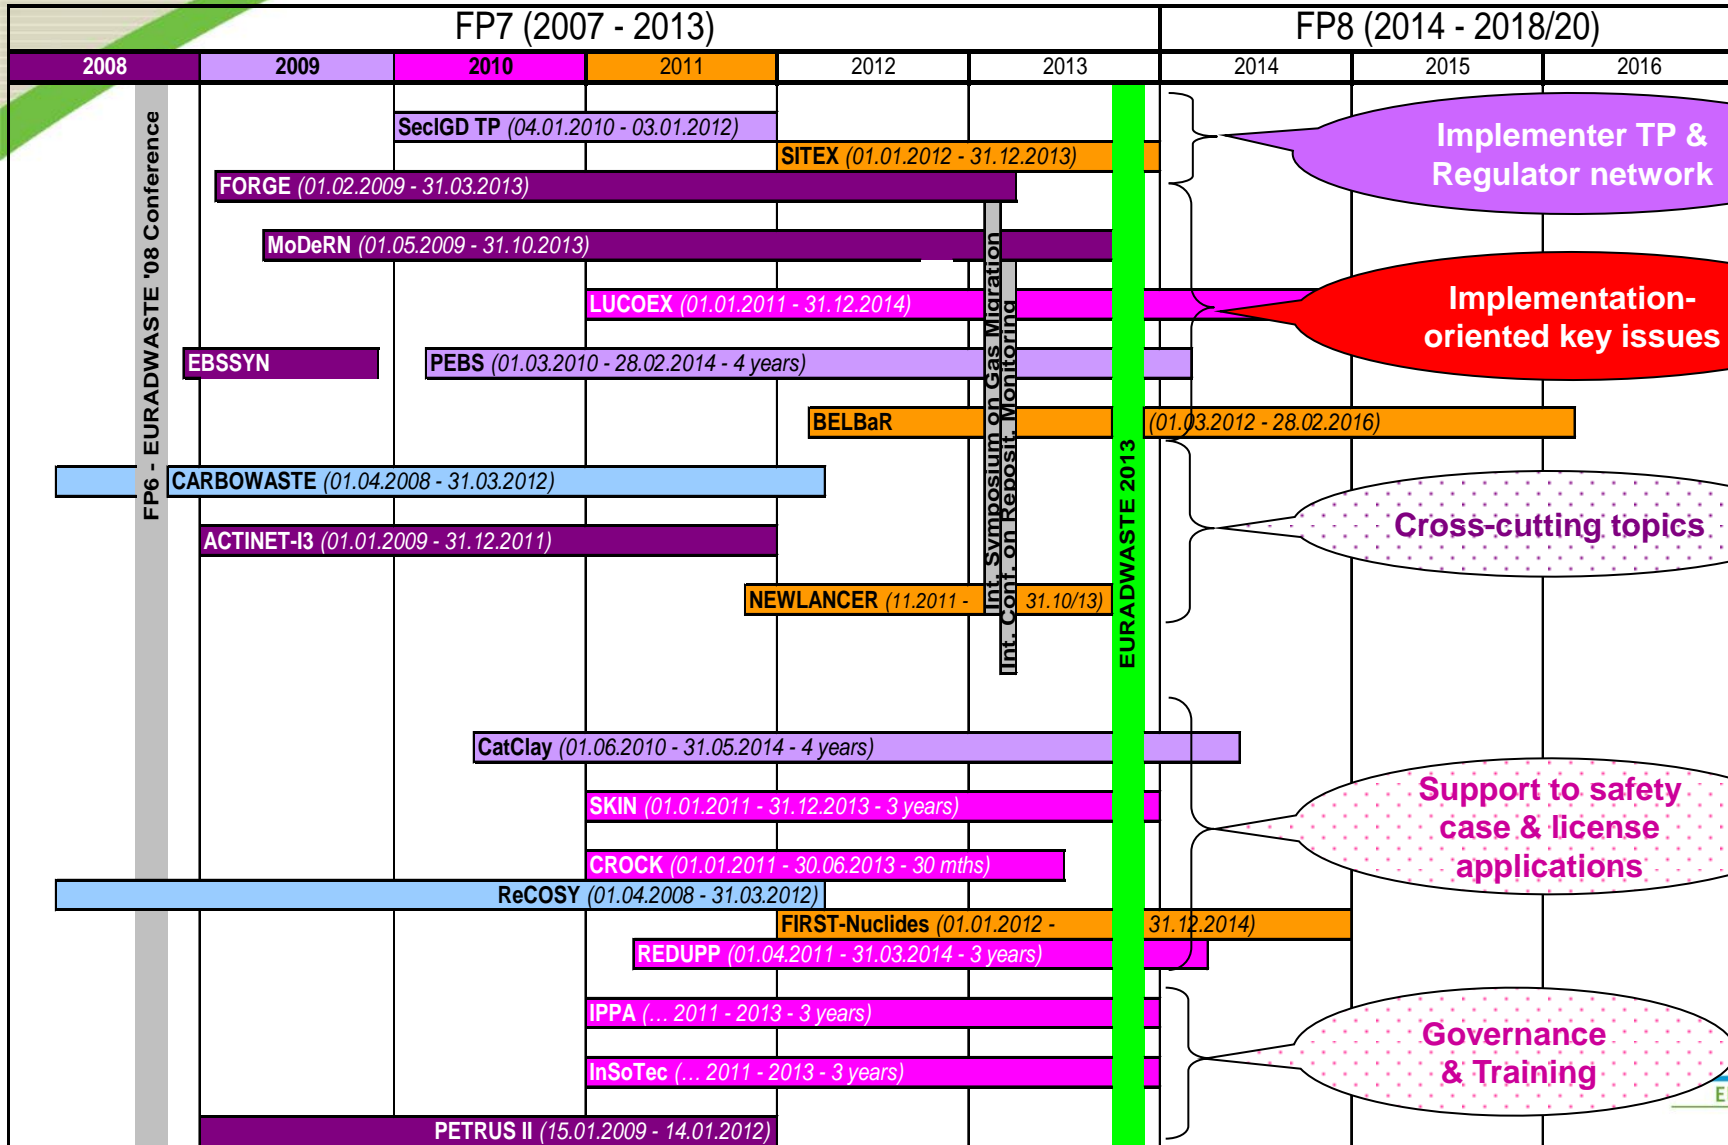 FP7 (2007 - 2013)
FP8 (2014 - 2018/20)
2008
2009
2010
2011
2012
2013
2014
2015
2016
FP6 - EURADWASTE '08 Conference
SecIGD TP (04.01.2010 - 03.01.2012)
SITEX (01.01.2012 - 31.12.2013)
FORGE (01.02.2009 - 31.03.2013)
MoDeRN (01.05.2009 - 31.10.2013)
LUCOEX (01.01.2011 - 31.12.2014)
EBSSYN
PEBS (01.03.2010 - 28.02.2014 - 4 years)
BELBaR (01.03.2012 - 28.02.2016)
CARBOWASTE (01.04.2008 - 31.03.2012)
ACTINET-I3 (01.01.2009 - 31.12.2011)
NEWLANCER (11.2011 - 31.10/13)
Int. Symposium on Gas Migration
Int. Conf. on Reposit. Monitoring
EURADWASTE 2013
CatClay (01.06.2010 - 31.05.2014 - 4 years)
SKIN (01.01.2011 - 31.12.2013 - 3 years)
CROCK (01.01.2011 - 30.06.2013 - 30 mths)
ReCOSY (01.04.2008 - 31.03.2012)
FIRST-Nuclides (01.01.2012 - 31.12.2014)
REDUPP (01.04.2011 - 31.03.2014 - 3 years)
IPPA (... 2011 - 2013 - 3 years)
InSoTec (... 2011 - 2013 - 3 years)
PETRUS II (15.01.2009 - 14.01.2012)
Implementer TP &
Regulator network
Implementation-
oriented key issues
Cross-cutting topics
Support to safety
case & license
applications
Governance
& Training